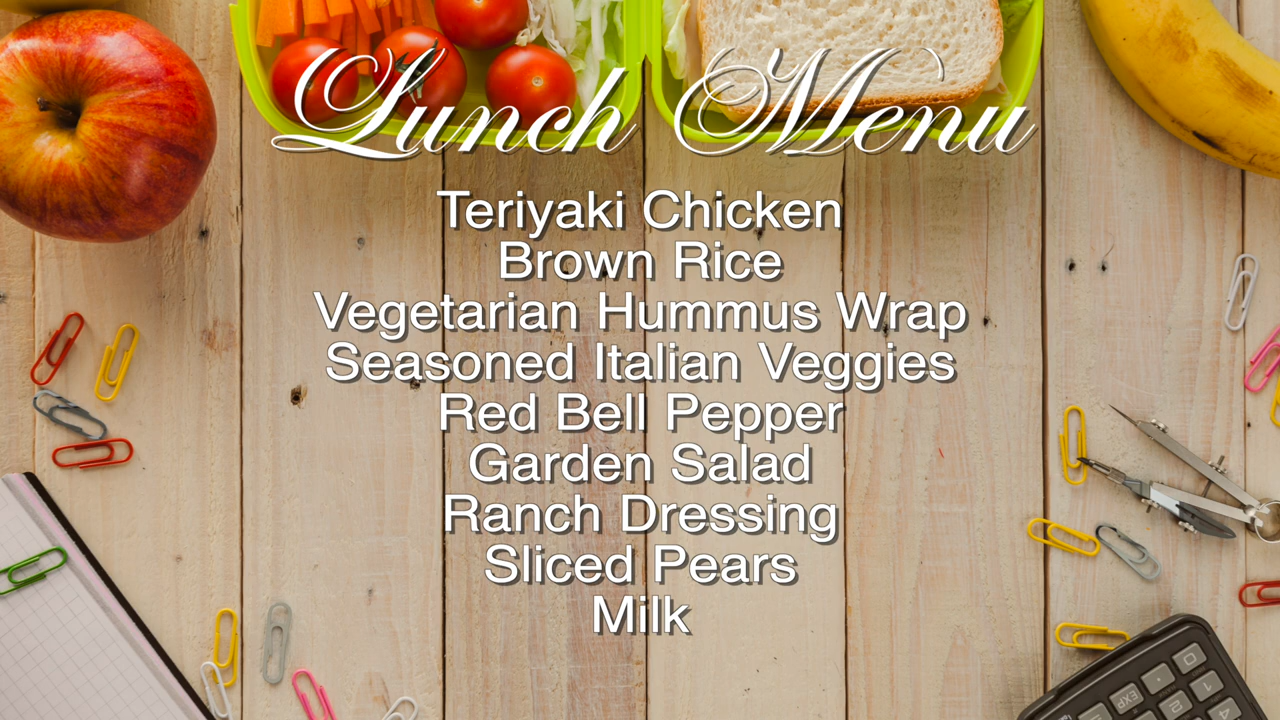 Lunch Menu
Teriyaki Chicken
Brown Rice
Vegetarian Hummus Wrap
Seasoned Italian Veggies
Red Bell Pepper
Garden Salad
Ranch Dressing
Sliced Pears
Milk
EXP